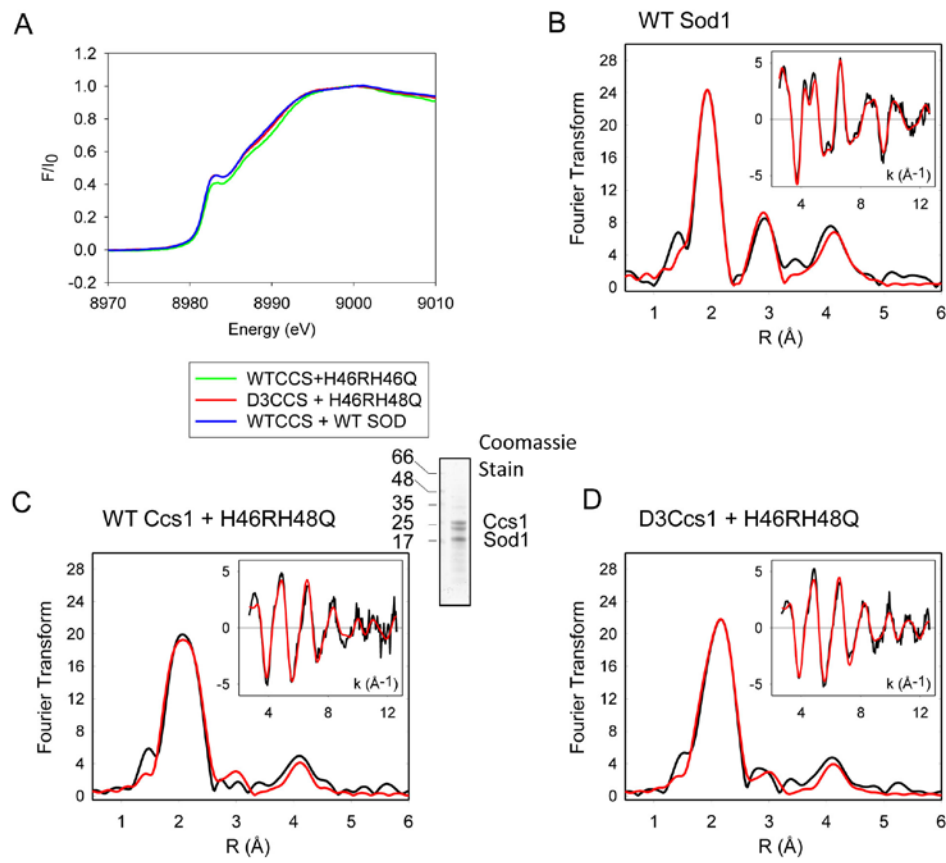 A
1.2
1.0
0.8
0.6
0.4
0.2
0.0
-0.2
F/I0
8970 8980 8990 9000 9010
Energy (eV)
WTCCS+H46RH46Q
D3CCS + H46RH48Q
WTCCS + WT SOD
B
WT Sod1
28
24
20
16
12
8
4
0
Fourier Transform
1 2 3 4 5 6
R (Å)
5
0
-5
k (Å-1)
4 8 12
Coomassie
Stain
66
48
35
25
17
Ccs1
Sod1
C
WT Ccs1 + H46RH48Q
28
24
20
16
12
8
4
0
Fourier Transform
1 2 3 4 5 6
R (Å)
5
0
-5
k (Å-1)
4 8 12
D
D3Ccs1 + H46RH48Q
28
24
20
16
12
8
4
0
Fourier Transform
1 2 3 4 5 6
R (Å)
5
0
-5
k (Å-1)
4 8 12